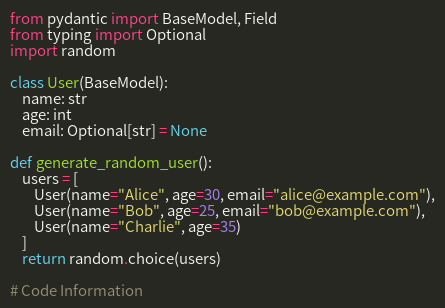 from pydantic import BaseModel, Field
from typing import Optional
import random

class User(BaseModel):
    name: str
    age: int
    email: Optional[str] = None

def generate_random_user():
    users = [
        User(name="Alice", age=30, email="alice@example.com"),
        User(name="Bob", age=25, email="bob@example.com"),
        User(name="Charlie", age=35)
    ]
    return random.choice(users)

# Code Information